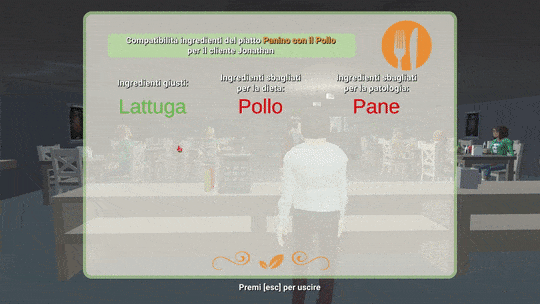 Compatibilità ingredienti del piatto Panino con il Pollo
per il cliente Jonathan
Ingredienti giusti:
Lattuga
Ingredienti sbagliati
per la dieta:
Pollo
Ingredienti sbagliati
per la patologia:
Pane
Premi [esc] per uscire